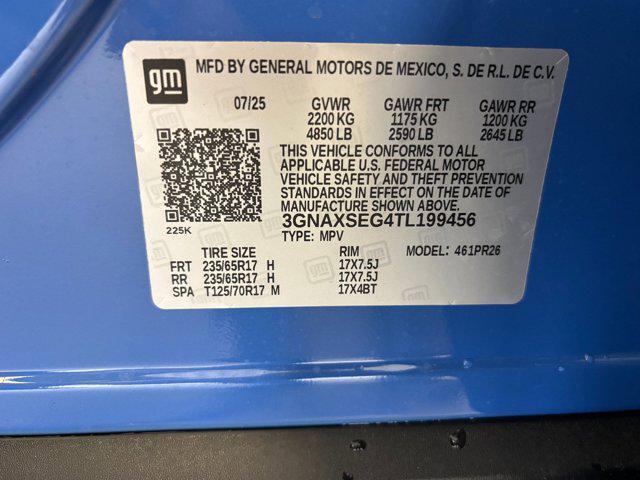 gm MFD BY GENERAL MOTORS DE MEXICO, S. DE R.L. DE C.V.
07/25 GVWR GAWR FRT GAWR RR
2200 KG 1175 KG 1200 KG
4850 LB 2590 LB 2645 LB
THIS VEHICLE CONFORMS TO ALL
APPLICABLE U.S. FEDERAL MOTOR
VEHICLE SAFETY AND THEFT PREVENTION
STANDARDS IN EFFECT ON THE DATE OF
MANUFACTURE SHOWN ABOVE.
3GNAXSEG4TL199456
225K
TYPE: MPV MODEL: 461PR26
TIRE SIZE RIM
FRT 235/65R17 H 17X7.5J
RR 235/65R17 H 17X7.5J
SPA T125/70R17 M 17X4BT